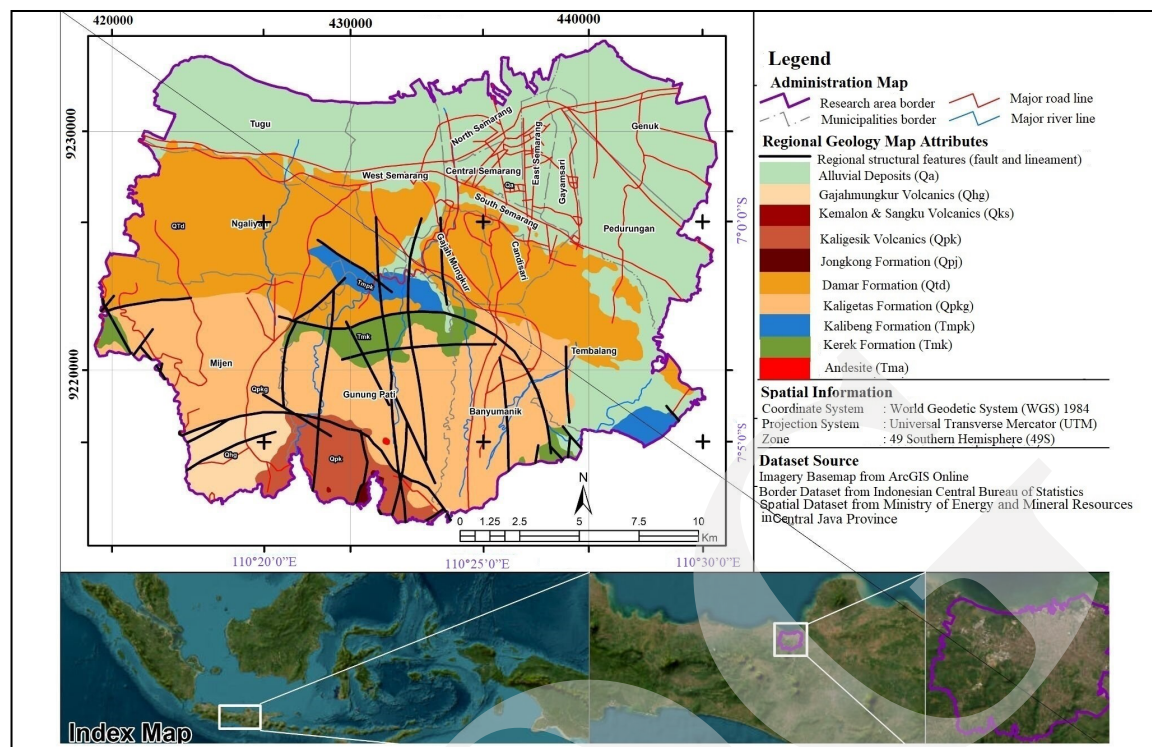 420000
430000
440000
9230000
9220000
7°0'0''S
7°5'0''S
110°20'0''E
110°25'0''E
110°30'0''E
Tugu
Genuk
North Semarang
East Semarang
Central Semarang
West Semarang
Gayamsari
Qa
South Semarang
Pedurungan
QTd
Ngaliyan
Gajah Mungkur
Candisari
Tmpk
Tmk
Tembalang
Mijen
Qpkg
Gunung Pati
Banyumanik
Qhg
Qpk
N
0 1.25 2.5 5 7.5 10
Km
Legend
Administration Map
Research area border
Major road line
Municipalities border
Major river line
Regional Geology Map Attributes
Regional structural features (fault and lineament)
Alluvial Deposits (Qa)
Gajahmungkur Volcanics (Qhg)
Kemalon & Sangku Volcanics (Qks)
Kaligesik Volcanics (Qpk)
Jongkong Formation (Qpj)
Damar Formation (Qtd)
Kaligetas Formation (Qpkg)
Kalibeng Formation (Tmpk)
Kerek Formation (Tmk)
Andesite (Tma)
Spatial Information
Coordinate System : World Geodetic System (WGS) 1984
Projection System : Universal Transverse Mercator (UTM)
Zone : 49 Southern Hemisphere (49S)
Dataset Source
Imagery Basemap from ArcGIS Online
Border Dataset from Indonesian Central Bureau of Statistics
Spatial Dataset from Ministry of Energy and Mineral Resources
in Central Java Province
Index Map